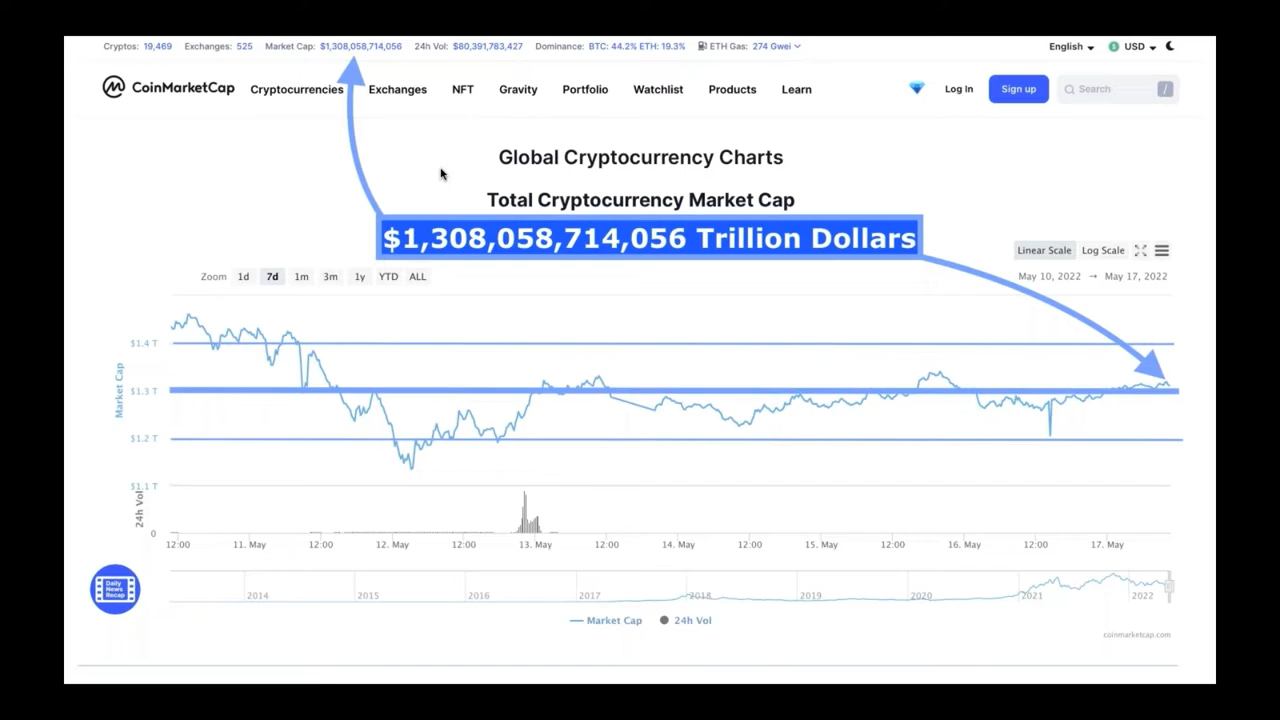 Cryptos: 19,469 Exchanges: 525 Market Cap: $1,308,058,714,056 24h Vol: $80,391,783,427 Dominance: BTC: 44.2% ETH: 19.3% ETH Gas: 274 Gwei English USD
CoinMarketCap Cryptocurrencies Exchanges NFT Gravity Portfolio Watchlist Products Learn Log In Sign up Search /
Global Cryptocurrency Charts
Total Cryptocurrency Market Cap
$1,308,058,714,056 Trillion Dollars
Linear Scale Log Scale
Zoom 1d 7d 1m 3m 1y YTD ALL May 10, 2022 → May 17, 2022
$1.4 T
$1.3 T
$1.2 T
$1.1 T
Market Cap
24h Vol
0
12:00 11. May 12:00 12. May 12:00 13. May 12:00 14. May 12:00 15. May 12:00 16. May 12:00 17. May
Daily
News
Recap
2014 2015 2016 2017 2018 2019 2020 2021 2022
Market Cap 24h Vol
coinmarketcap.com